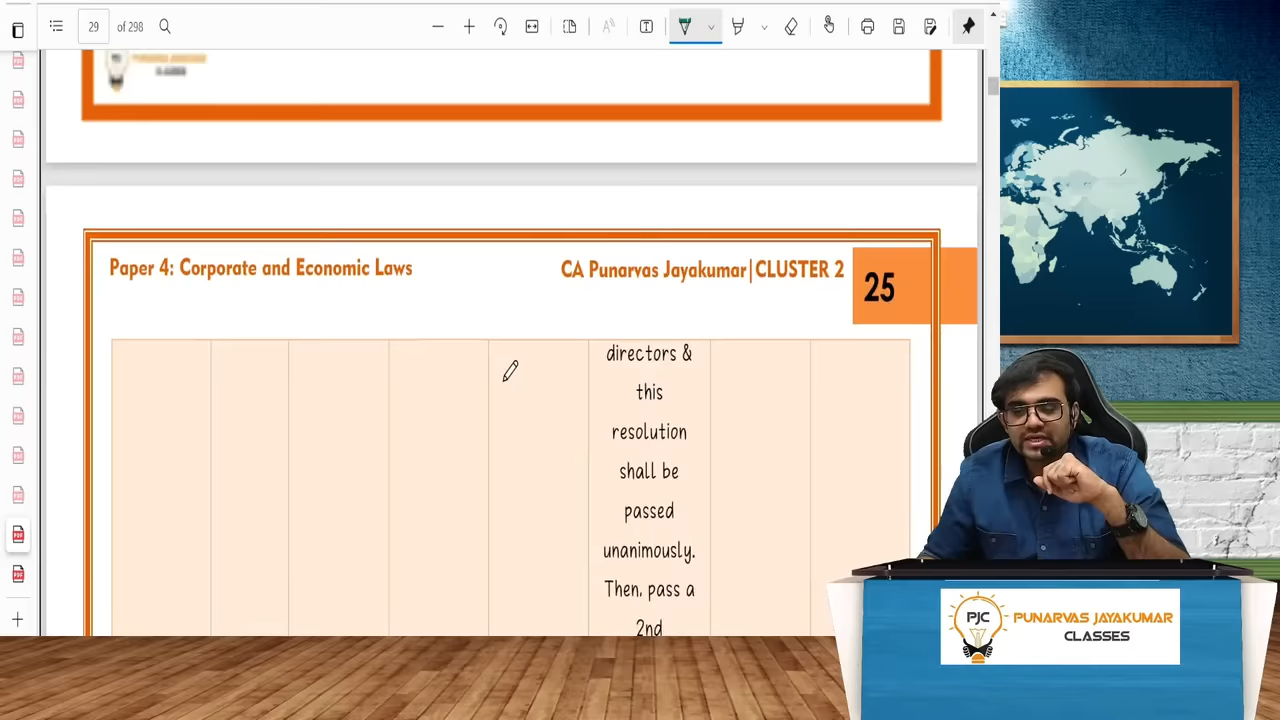 29 of 298
Paper 4: Corporate and Economic Laws
CA Punarvas Jayakumar|CLUSTER 2
25
directors &
this
resolution
shall be
passed
unanimously.
Then, pass a
2nd
PJC
PUNARVAS JAYAKUMAR
CLASSES